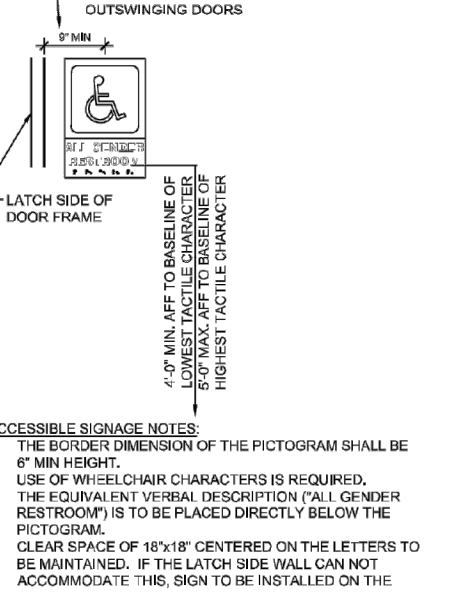 OUTSWINGING DOORS
9" MIN
ALL GENDER
RESTROOM
LATCH SIDE OF
DOOR FRAME
4'-0" MIN. AFF TO BASELINE OF
LOWEST TACTILE CHARACTER
5'-0" MAX. AFF TO BASELINE OF
HIGHEST TACTILE CHARACTER
CCESSIBLE SIGNAGE NOTES:
THE BORDER DIMENSION OF THE PICTOGRAM SHALL BE
6" MIN HEIGHT.
USE OF WHEELCHAIR CHARACTERS IS REQUIRED.
THE EQUIVALENT VERBAL DESCRIPTION ("ALL GENDER
RESTROOM") IS TO BE PLACED DIRECTLY BELOW THE
PICTOGRAM.
CLEAR SPACE OF 18"x18" CENTERED ON THE LETTERS TO
BE MAINTAINED. IF THE LATCH SIDE WALL CAN NOT
ACCOMMODATE THIS, SIGN TO BE INSTALLED ON THE